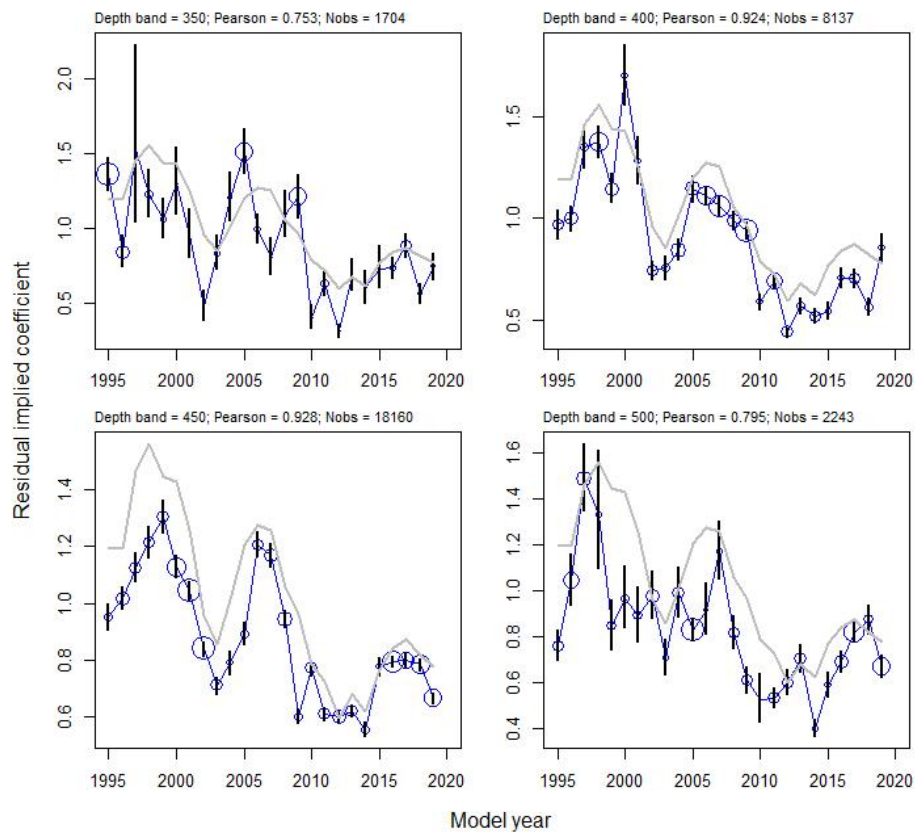 Depth band = 350; Pearson = 0.753; Nobs = 1704
Depth band = 400; Pearson = 0.924; Nobs = 8137
2.0
1.5
1.0
0.5
1.5
1.0
0.5
1995 2000 2005 2010 2015 2020
1995 2000 2005 2010 2015 2020
Residual implied coefficient
Depth band = 450; Pearson = 0.928; Nobs = 18160
Depth band = 500; Pearson = 0.795; Nobs = 2243
1.4
1.2
1.0
0.8
0.6
1.6
1.4
1.2
1.0
0.8
0.6
0.4
1995 2000 2005 2010 2015 2020
1995 2000 2005 2010 2015 2020
Model year